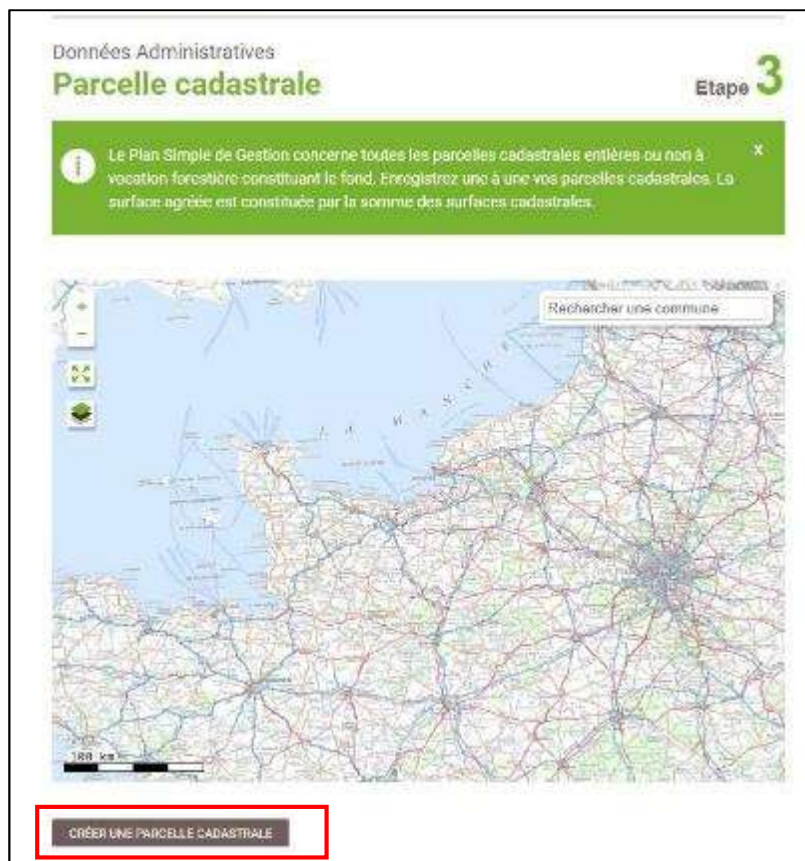 Données Administratives
Parcelle cadastrale
Etape 3
Le Plan Simple de Gestion concerne toutes les parcelles cadastrales entières ou non à
vocation forestière constituant le fond. Enregistrez une à une vos parcelles cadastrales. La
surface agréée est constituée par la somme des surfaces cadastrales.
x
Rechercher une commune
+
−
LA MANCHE
100 km
CRÉER UNE PARCELLE CADASTRALE